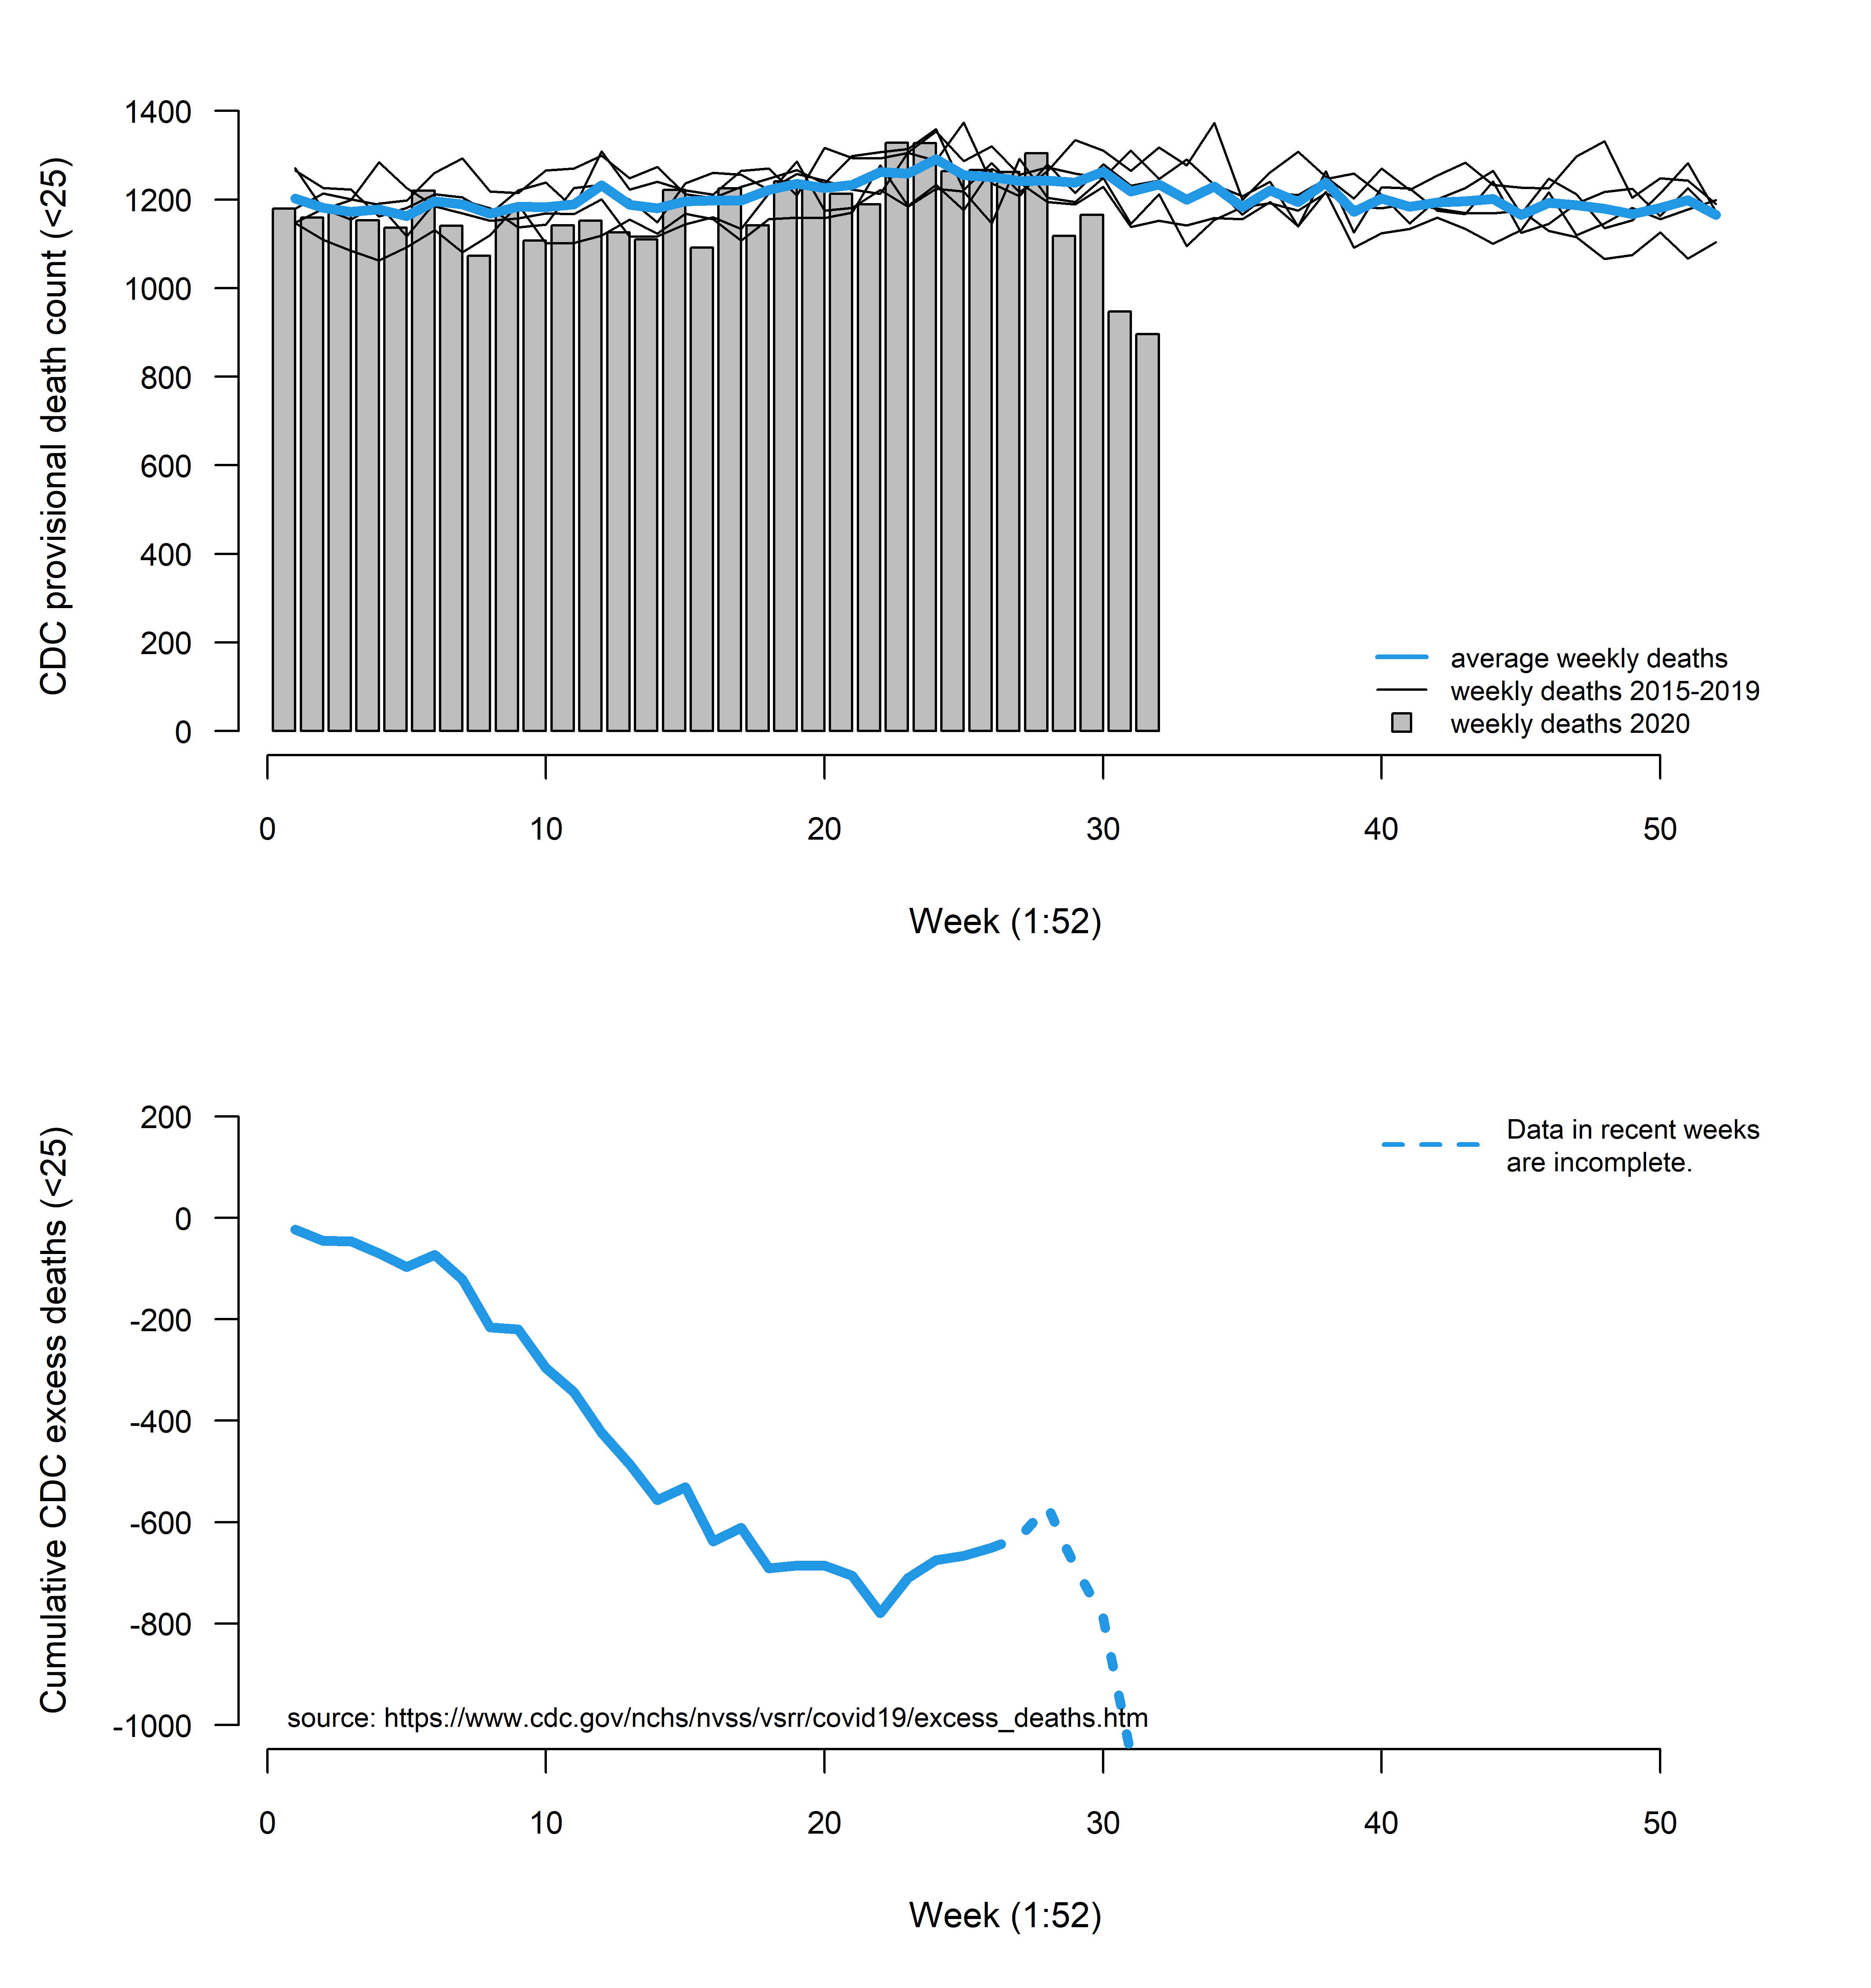 CDC provisional death count (<25)
1400
1200
1000
800
600
400
200
0
average weekly deaths
weekly deaths 2015-2019
weekly deaths 2020
0 10 20 30 40 50
Week (1:52)
Cumulative CDC excess deaths (<25)
200
0
-200
-400
-600
-800
-1000
Data in recent weeks
are incomplete.
source: https://www.cdc.gov/nchs/nvss/vsrr/covid19/excess_deaths.htm
0 10 20 30 40 50
Week (1:52)